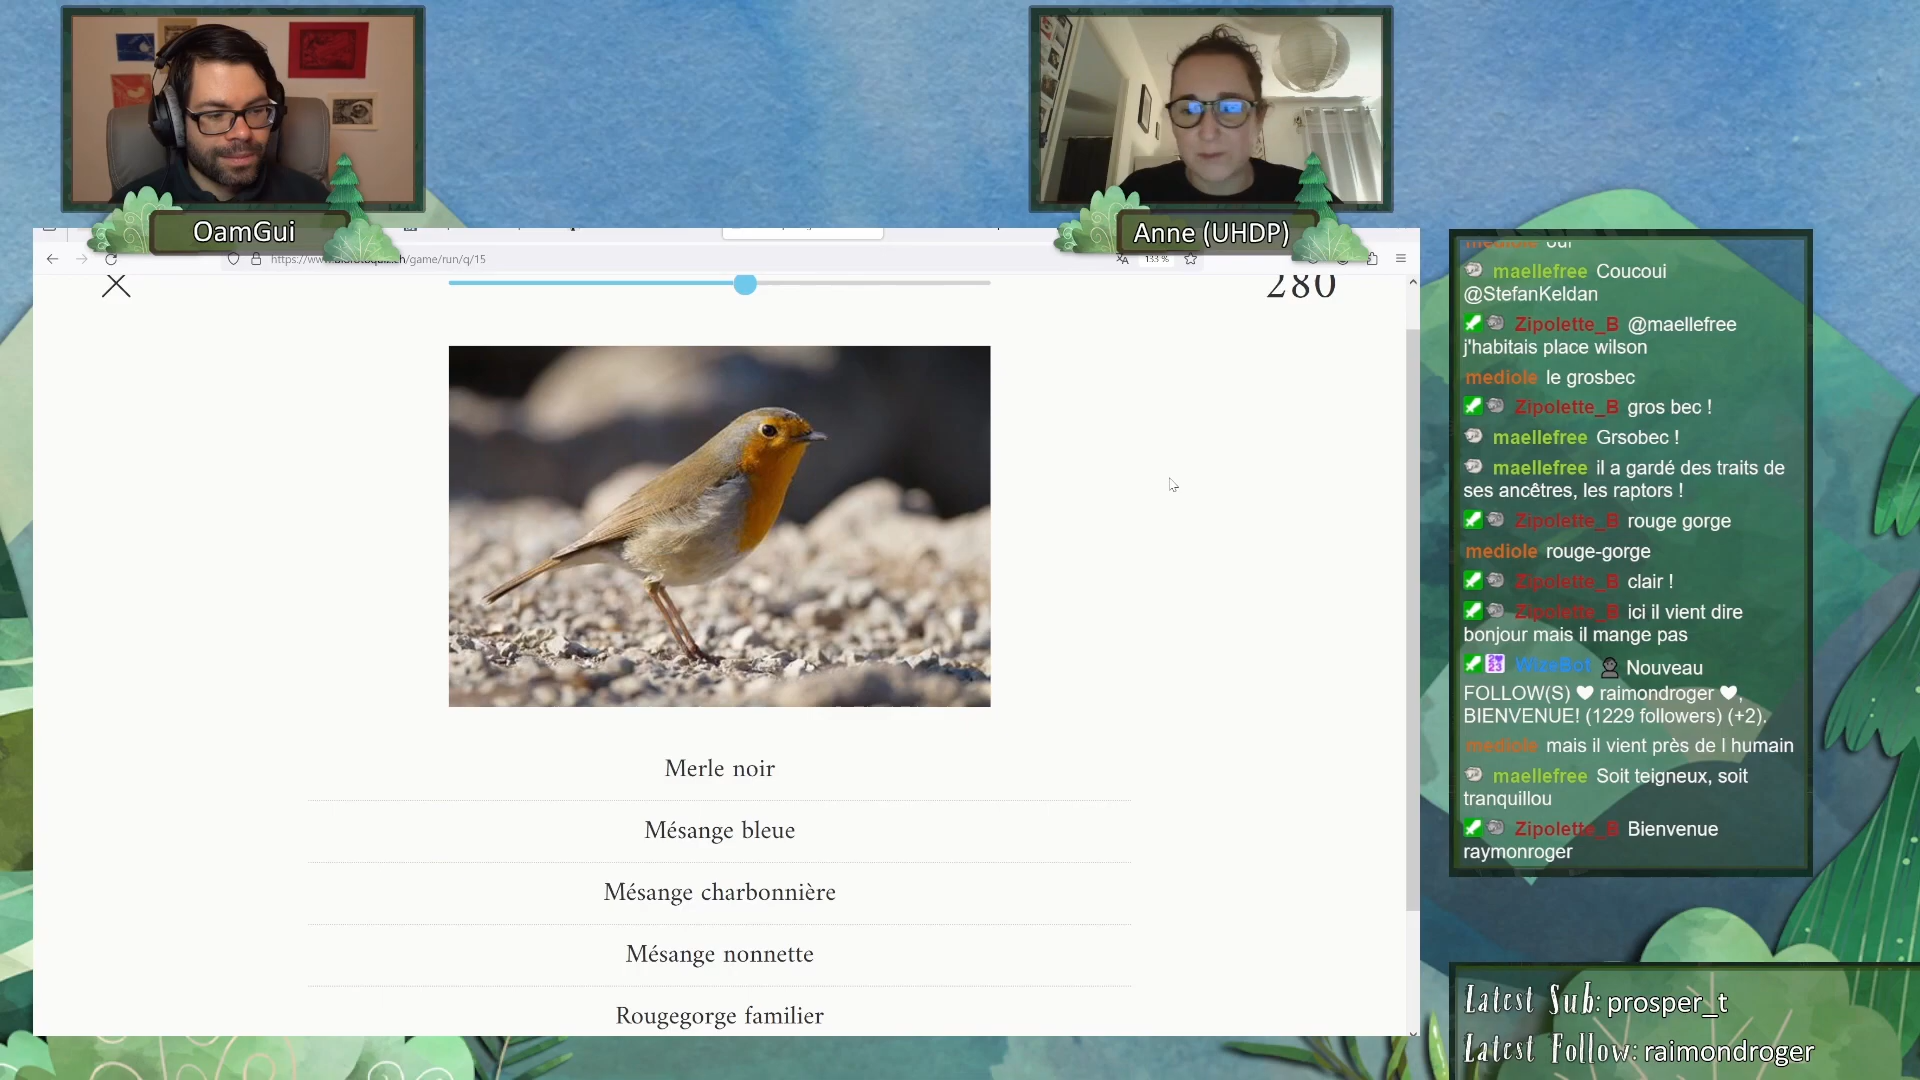 OamGui
Anne (UHDP)
/game/run/q/15
133 %
280
Merle noir
Mésange bleue
Mésange charbonnière
Mésange nonnette
Rougegorge familier
maellefree Coucoui
@StefanKeldan
Zipolette_B @maellefree
j'habitais place wilson
mediole le grosbec
Zipolette_B gros bec !
maellefree Grsobec !
maellefree il a gardé des traits de
ses ancêtres, les raptors !
Zipolette_B rouge gorge
mediole rouge-gorge
Zipolette_B clair !
Zipolette_B ici il vient dire
bonjour mais il mange pas
WizeBot Nouveau
FOLLOW(S) ♥ raimondroger ♥,
BIENVENUE! (1229 followers) (+2).
mediole mais il vient près de l humain
maellefree Soit teigneux, soit
tranquillou
Zipolette_B Bienvenue
raymonroger
Latest Sub: prosper_t
Latest Follow: raimondroger